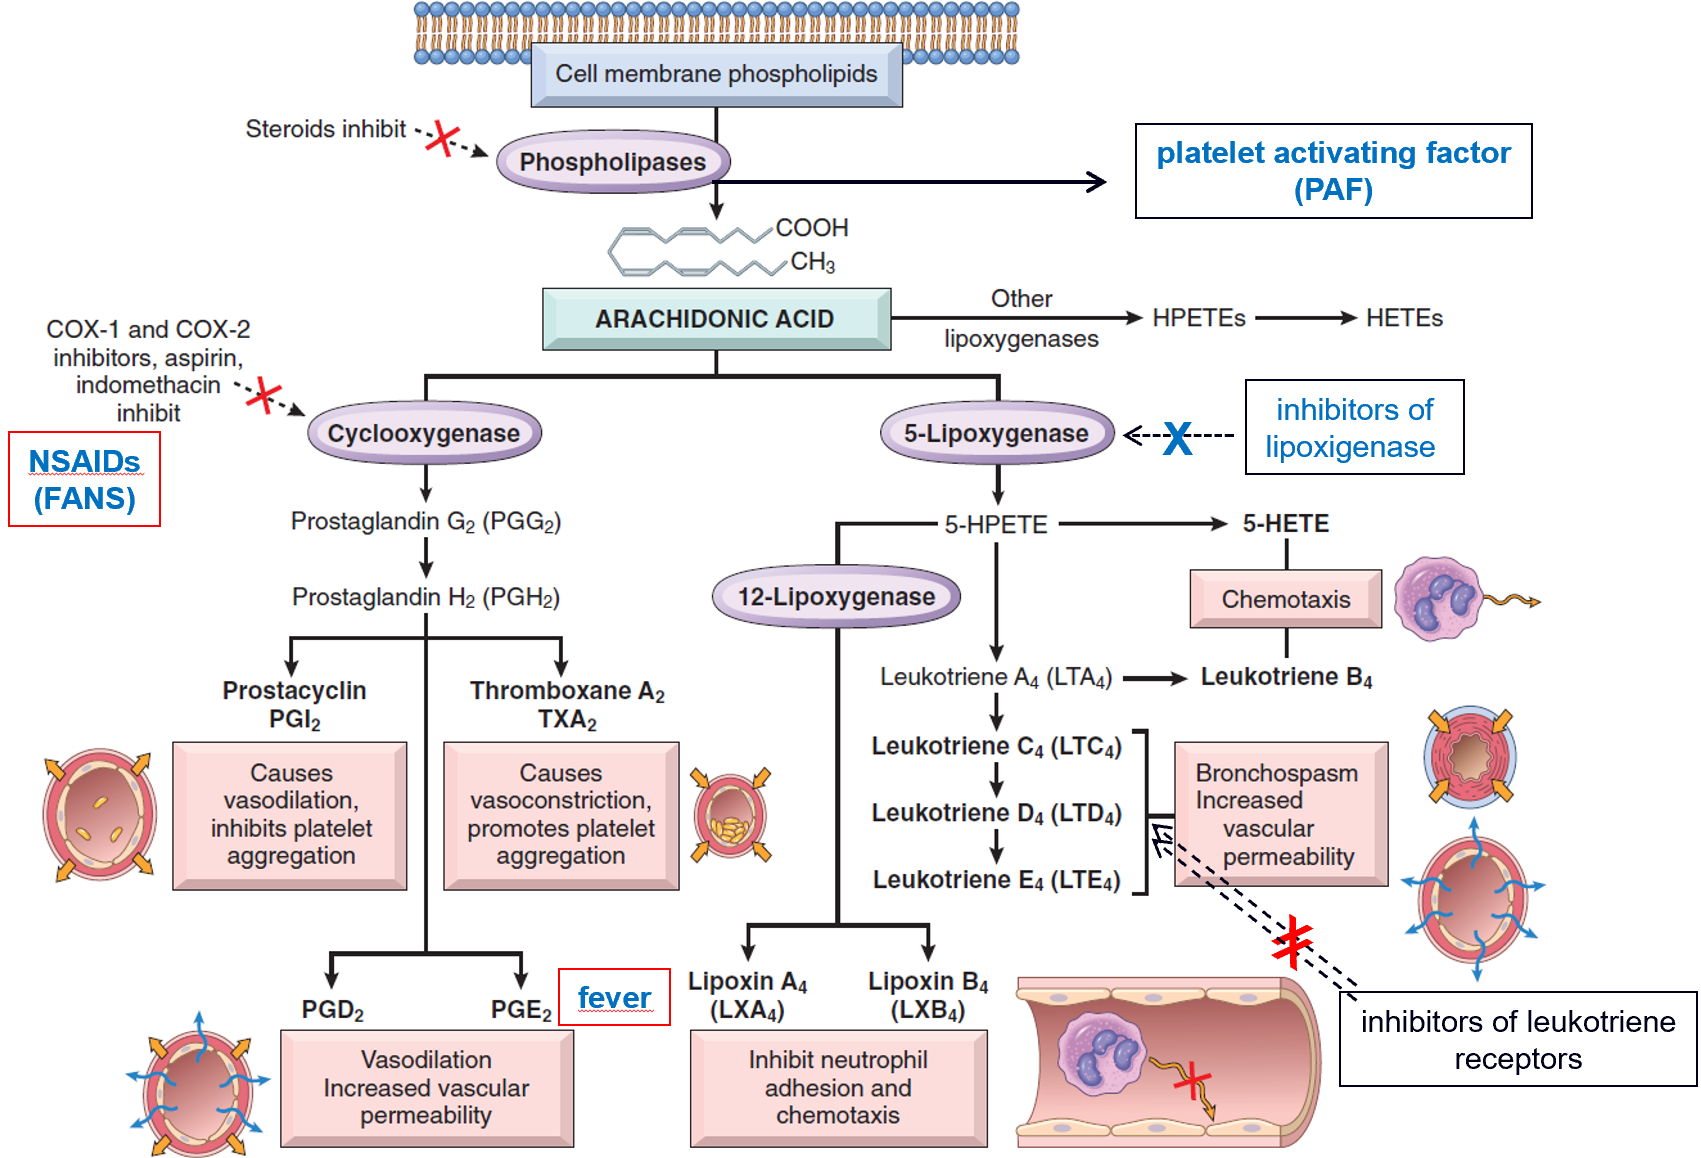 Cell membrane phospholipids
Steroids inhibit
Phospholipases
platelet activating factor
(PAF)
COOH
CH₃
ARACHIDONIC ACID
Other
lipoxygenases
HPETEs
HETEs
COX-1 and COX-2
inhibitors, aspirin,
indomethacin
inhibit
Cyclooxygenase
5-Lipoxygenase
X
inhibitors of
lipoxigenase
NSAIDs
(FANS)
Prostaglandin G₂ (PGG₂)
5-HPETE
5-HETE
Prostaglandin H₂ (PGH₂)
12-Lipoxygenase
Chemotaxis
Prostacyclin
PGI₂
Thromboxane A₂
TXA₂
Leukotriene A₄ (LTA₄)
Leukotriene B₄
Causes
vasodilation,
inhibits platelet
aggregation
Causes
vasoconstriction,
promotes platelet
aggregation
Leukotriene C₄ (LTC₄)
Leukotriene D₄ (LTD₄)
Leukotriene E₄ (LTE₄)
Bronchospasm
Increased
vascular
permeability
PGD₂
PGE₂
fever
Lipoxin A₄
(LXA₄)
Lipoxin B₄
(LXB₄)
Vasodilation
Increased vascular
permeability
Inhibit neutrophil
adhesion and
chemotaxis
inhibitors of leukotriene
receptors